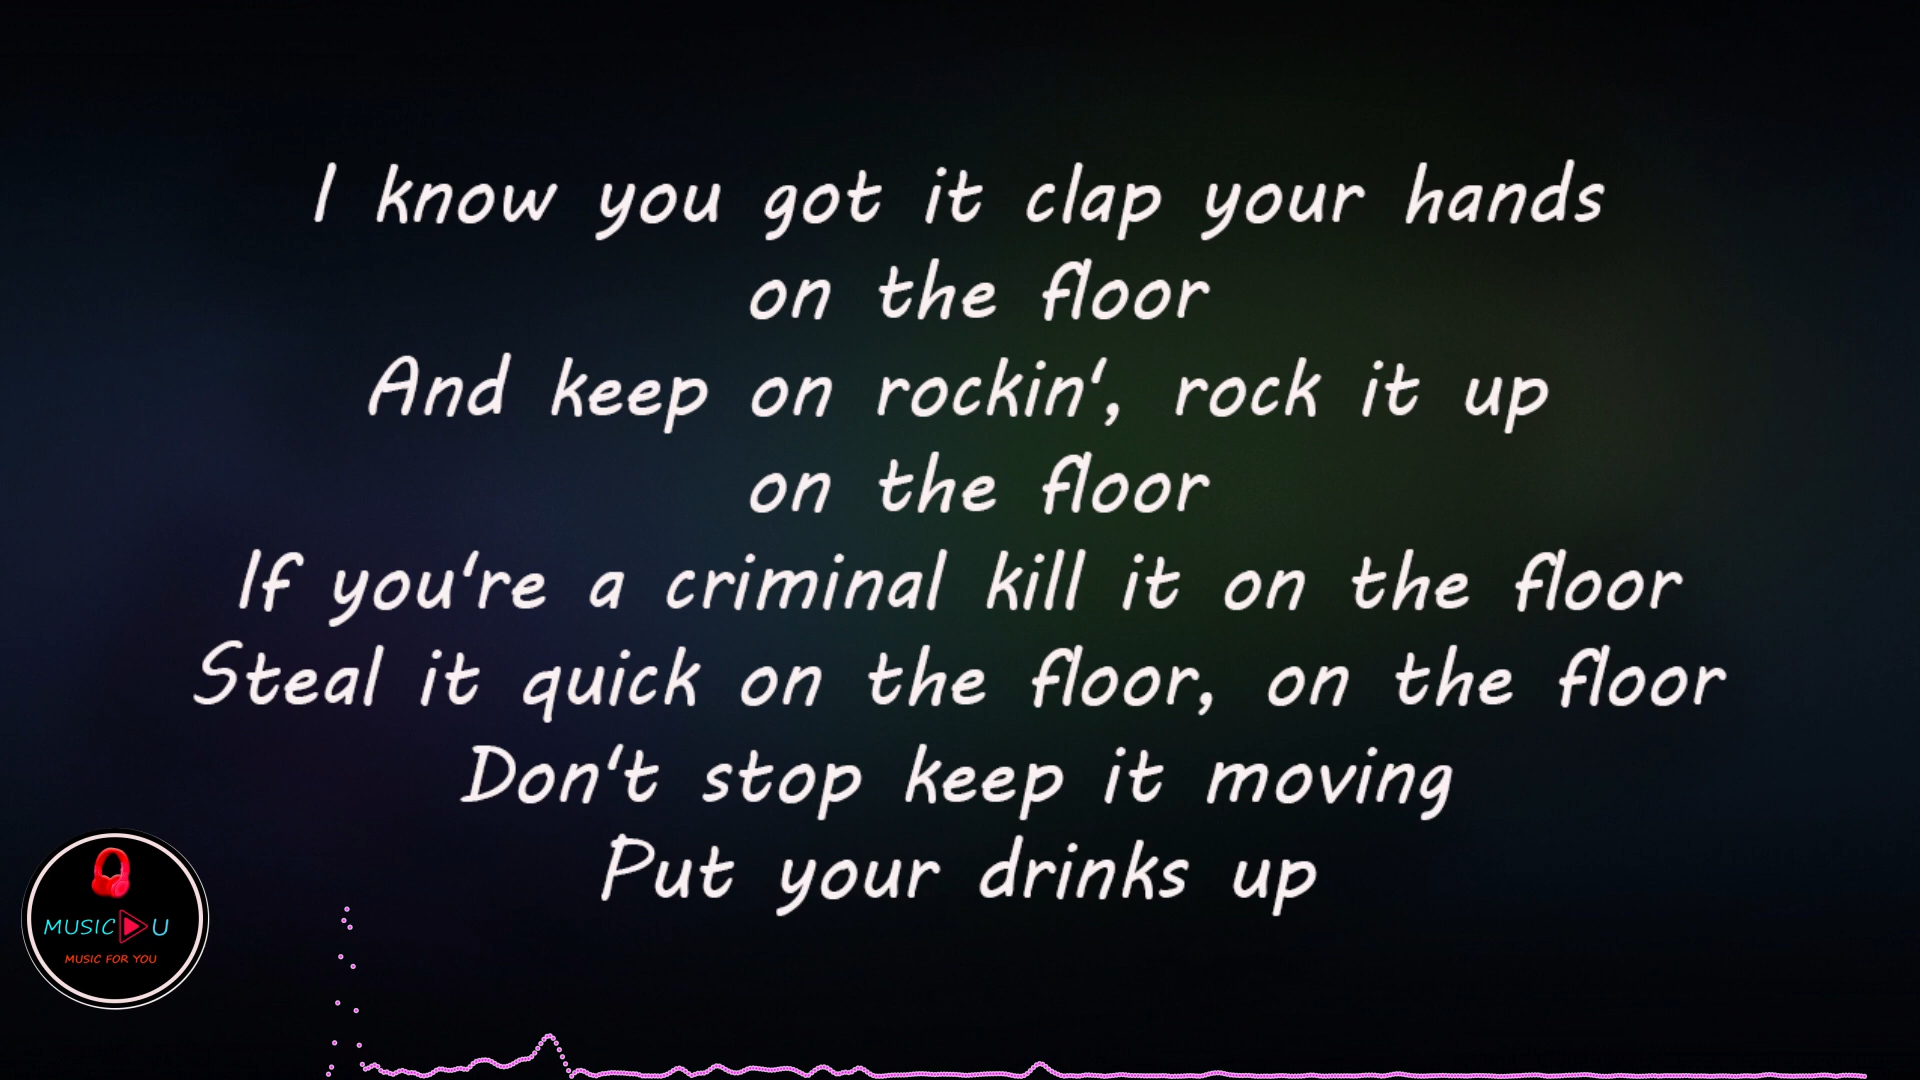 I know you got it clap your hands
on the floor
And keep on rockin', rock it up
on the floor
If you're a criminal kill it on the floor
Steal it quick on the floor, on the floor
Don't stop keep it moving
Put your drinks up
MUSIC U
MUSIC FOR YOU